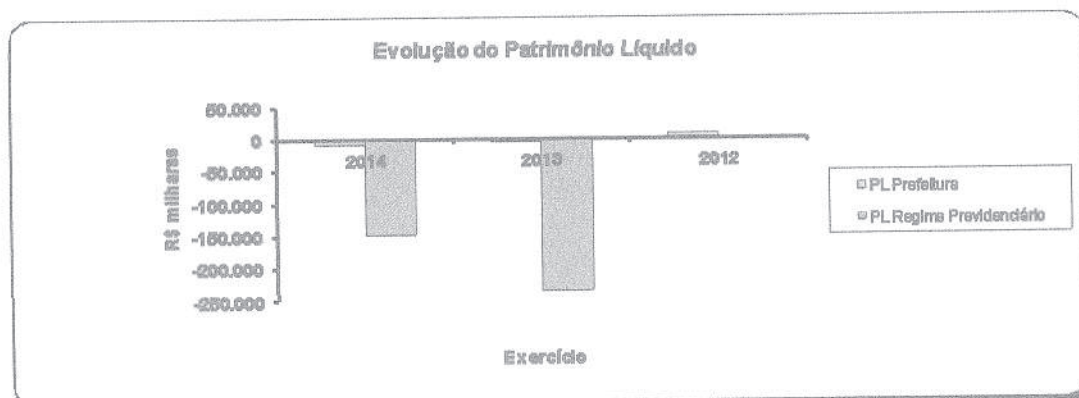 Evolução do Patrimônio Líquido
50.000
0
-50.000
-100.000
-150.000
-200.000
-250.000
R$ milhares
2014
2013
2012
PL Prefeitura
PL Regime Previdenciário
Exercício